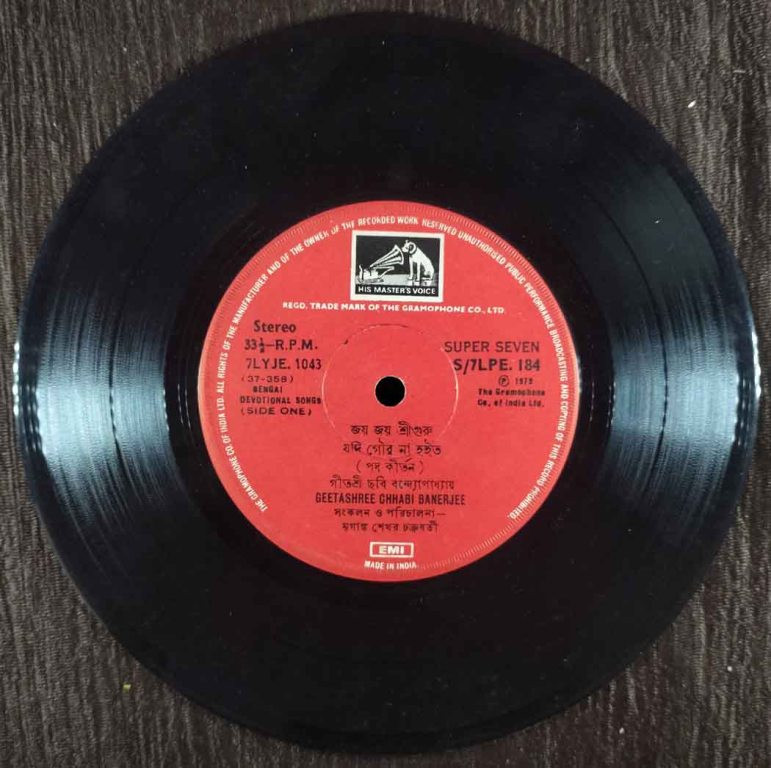 THE GRAMOPHONE CO. OF INDIA LTD. ALL RIGHTS OF THE MANUFACTURER AND OF THE OWNER OF THE RECORDED WORK RESERVED UNAUTHORISED PUBLIC PERFORMANCE BROADCASTING AND COPYING OF THIS RECORD PROHIBITED.
HIS MASTER'S VOICE
REGD. TRADE MARK OF THE GRAMOPHONE CO., LTD.
Stereo
33⅓-R.P.M.
7LYJE. 1043
(37-358)
BENGAI
DEVOTIONAL SONGS
(SIDE ONE)
SUPER SEVEN
S/7LPE. 184
The Gramophone
Co. of India Ltd.
জয় জয় শ্রীগুরু
যদি গৌর না হইত
(পদ কীর্তন)
গীতশ্রী ছবি বন্দ্যোপাধ্যায়
GEETASHREE CHHABI BANERJEE
সংকলন ও পরিচালনা—
মৃগাঙ্ক শেখর চক্রবর্তী
EMI
MADE IN INDIA